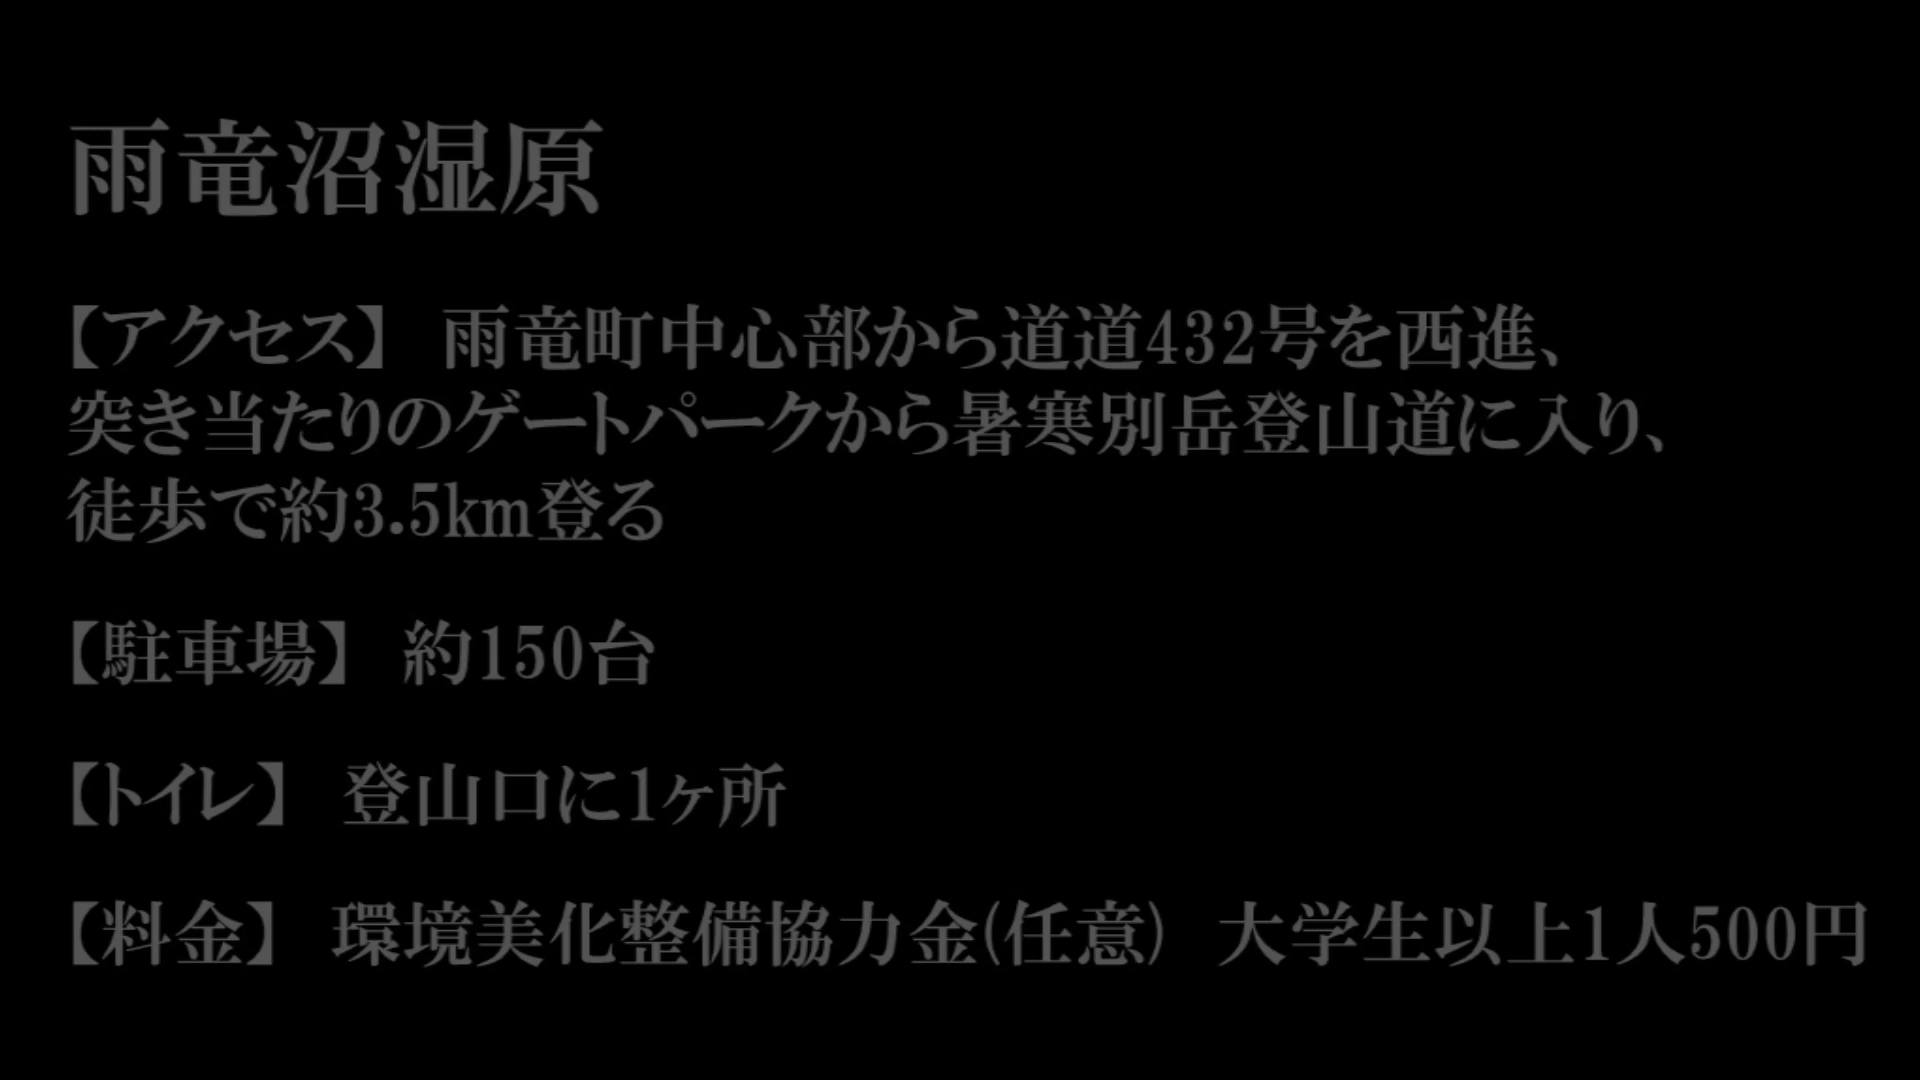 雨竜沼湿原
【アクセス】 雨竜町中心部から道道432号を西進、
突き当たりのゲートパークから暑寒別岳登山道に入り、
徒歩で約3.5km登る
【駐車場】 約150台
【トイレ】 登山口に1ヶ所
【料金】 環境美化整備協力金(任意) 大学生以上1人500円